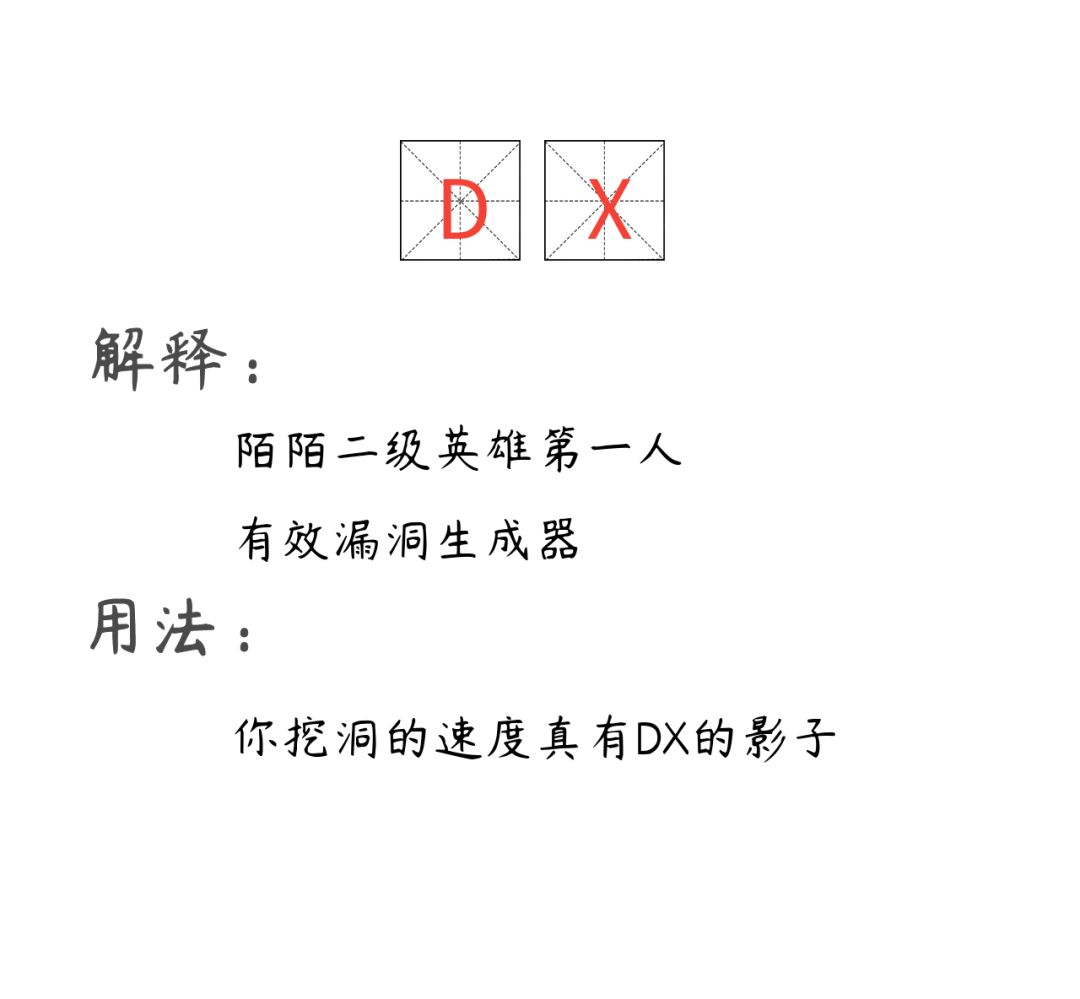 DX
解释：
陌陌二级英雄第一人
有效漏洞生成器
用法：
你挖洞的速度真有DX的影子